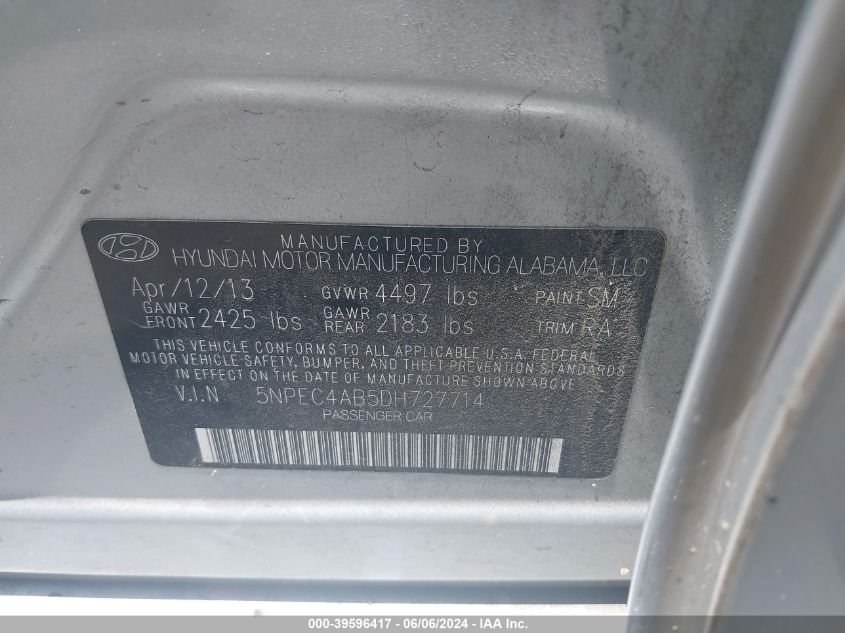 MANUFACTURED BY
HYUNDAI MOTOR MANUFACTURING ALABAMA, LLC
Apr/12/13 GVWR 4497 lbs PAINT SM
GAWR FRONT 2425 lbs GAWR REAR 2183 lbs TRIM RA
THIS VEHICLE CONFORMS TO ALL APPLICABLE U.S.A. FEDERAL
MOTOR VEHICLE SAFETY, BUMPER, AND THEFT PREVENTION STANDARDS
IN EFFECT ON THE DATE OF MANUFACTURE SHOWN ABOVE.
V.I.N 5NPEC4AB5DH727714
PASSENGER CAR
000-39596417 - 06/06/2024 - IAA Inc.